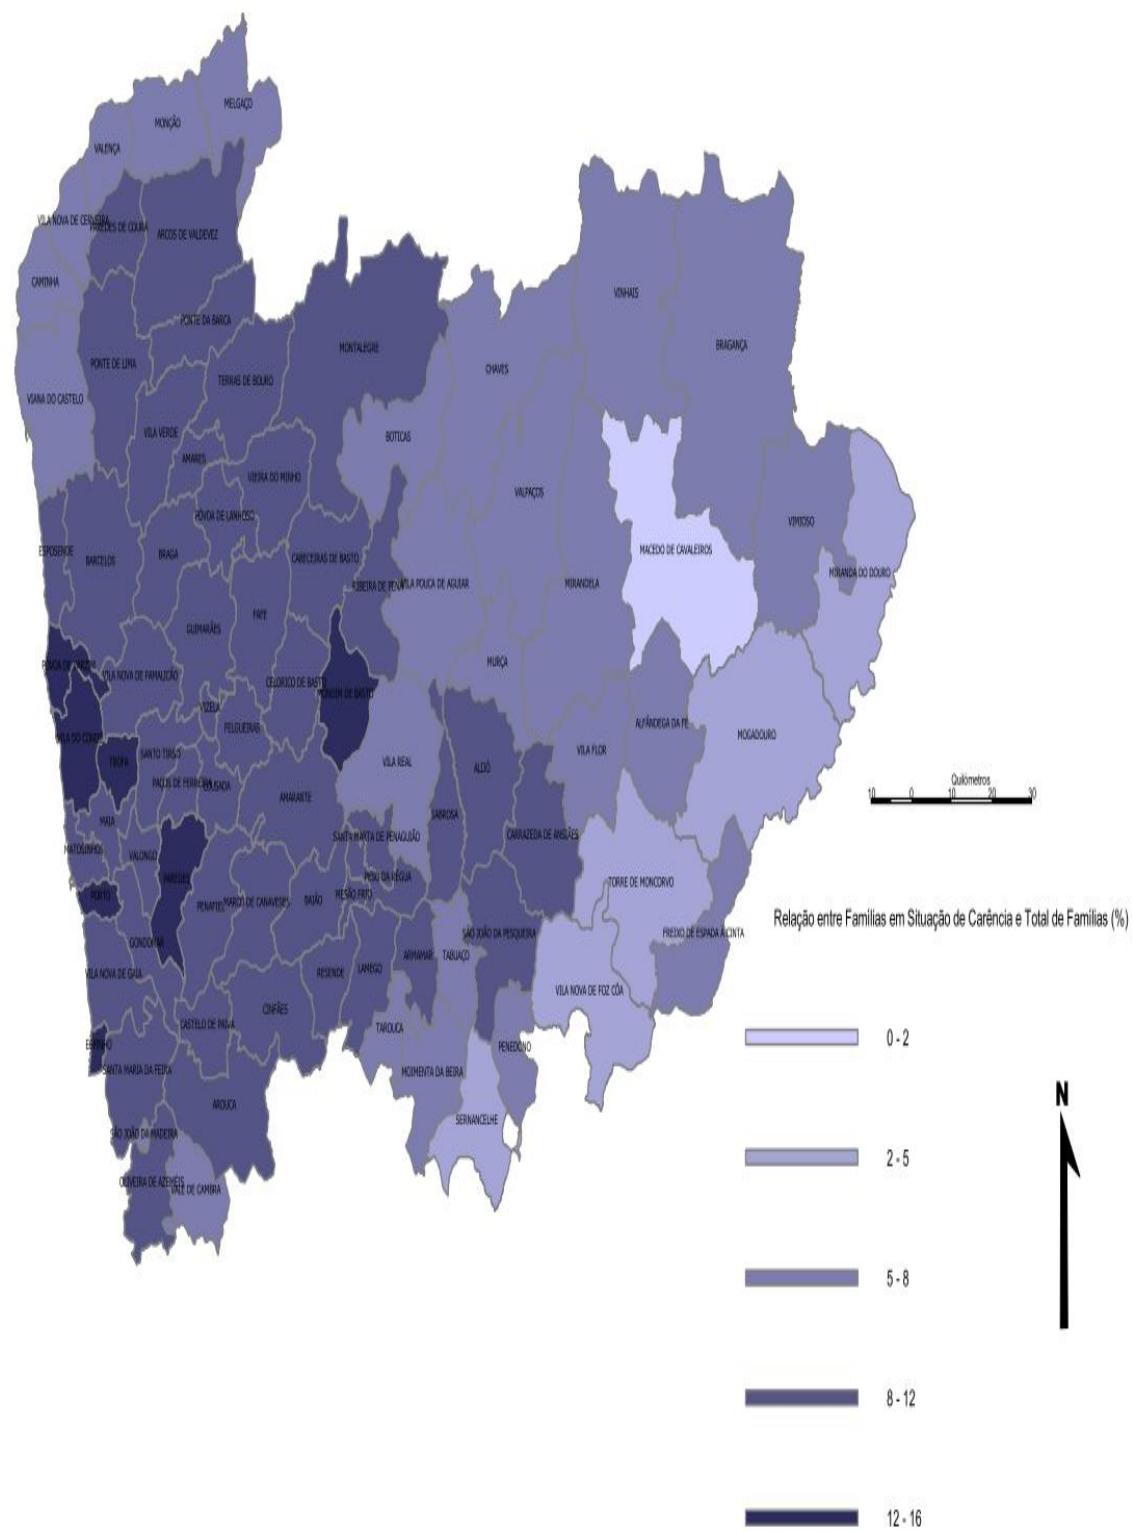 MELGAÇO
MONÇÃO
VALENÇA
VILA NOVA DE CERVEIRA
PAREDES DE COURA
ARCOS DE VALDEVEZ
CAMINHA
VINHAIS
PONTE DA BARCA
BRAGANÇA
MONTALEGRE
PONTE DE LIMA
CHAVES
TERRAS DE BOURO
VIANA DO CASTELO
VILA VERDE
BOTICAS
AMARES
VIEIRA DO MINHO
VALPAÇOS
PÓVOA DE LANHOSO
VIMIOSO
ESPOSENDE
BRAGA
BARCELOS
CABECEIRAS DE BASTO
MACEDO DE CAVALEIROS
MIRANDA DO DOURO
RIBEIRA DE PENA
VILA POUCA DE AGUIAR
MIRANDELA
FAFE
GUIMARÃES
PÓVOA DE VARZIM
VILA NOVA DE FAMALICÃO
MURÇA
CELORICO DE BASTO
MONDIM DE BASTO
VIZELA
FELGUEIRAS
ALFÂNDEGA DA FÉ
VILA DO CONDE
MOGADOURO
SANTO TIRSO
VILA FLOR
TROFA
VILA REAL
ALIJÓ
Quilómetros
PAÇOS DE FERREIRA
LOUSADA
10 0 10 20 30
AMARANTE
SABROSA
MAIA
SANTA MARTA DE PENAGUIÃO
CARRAZEDA DE ANSIÃES
MATOSINHOS
VALONGO
PAREDES
PESO DA RÉGUA
TORRE DE MONCORVO
PORTO
PENAFIEL
MARCO DE CANAVESES
BAIÃO
MESÃO FRIO
Relação entre Familias em Situação de Carência e Total de Familias (%)
GONDOMAR
SÃO JOÃO DA PESQUEIRA
FREIXO DE ESPADA À CINTA
VILA NOVA DE GAIA
RESENDE
LAMEGO
ARMAMAR
TABUAÇO
VILA NOVA DE FOZ CÔA
CINFÃES
CASTELO DE PAIVA
TAROUCA
ESPINHO
PENEDONO
0 - 2
SANTA MARIA DA FEIRA
MOIMENTA DA BEIRA
N
AROUCA
SERNANCELHE
SÃO JOÃO DA MADEIRA
2 - 5
OLIVEIRA DE AZEMÉIS
VALE DE CAMBRA
5 - 8
8 - 12
12 - 16